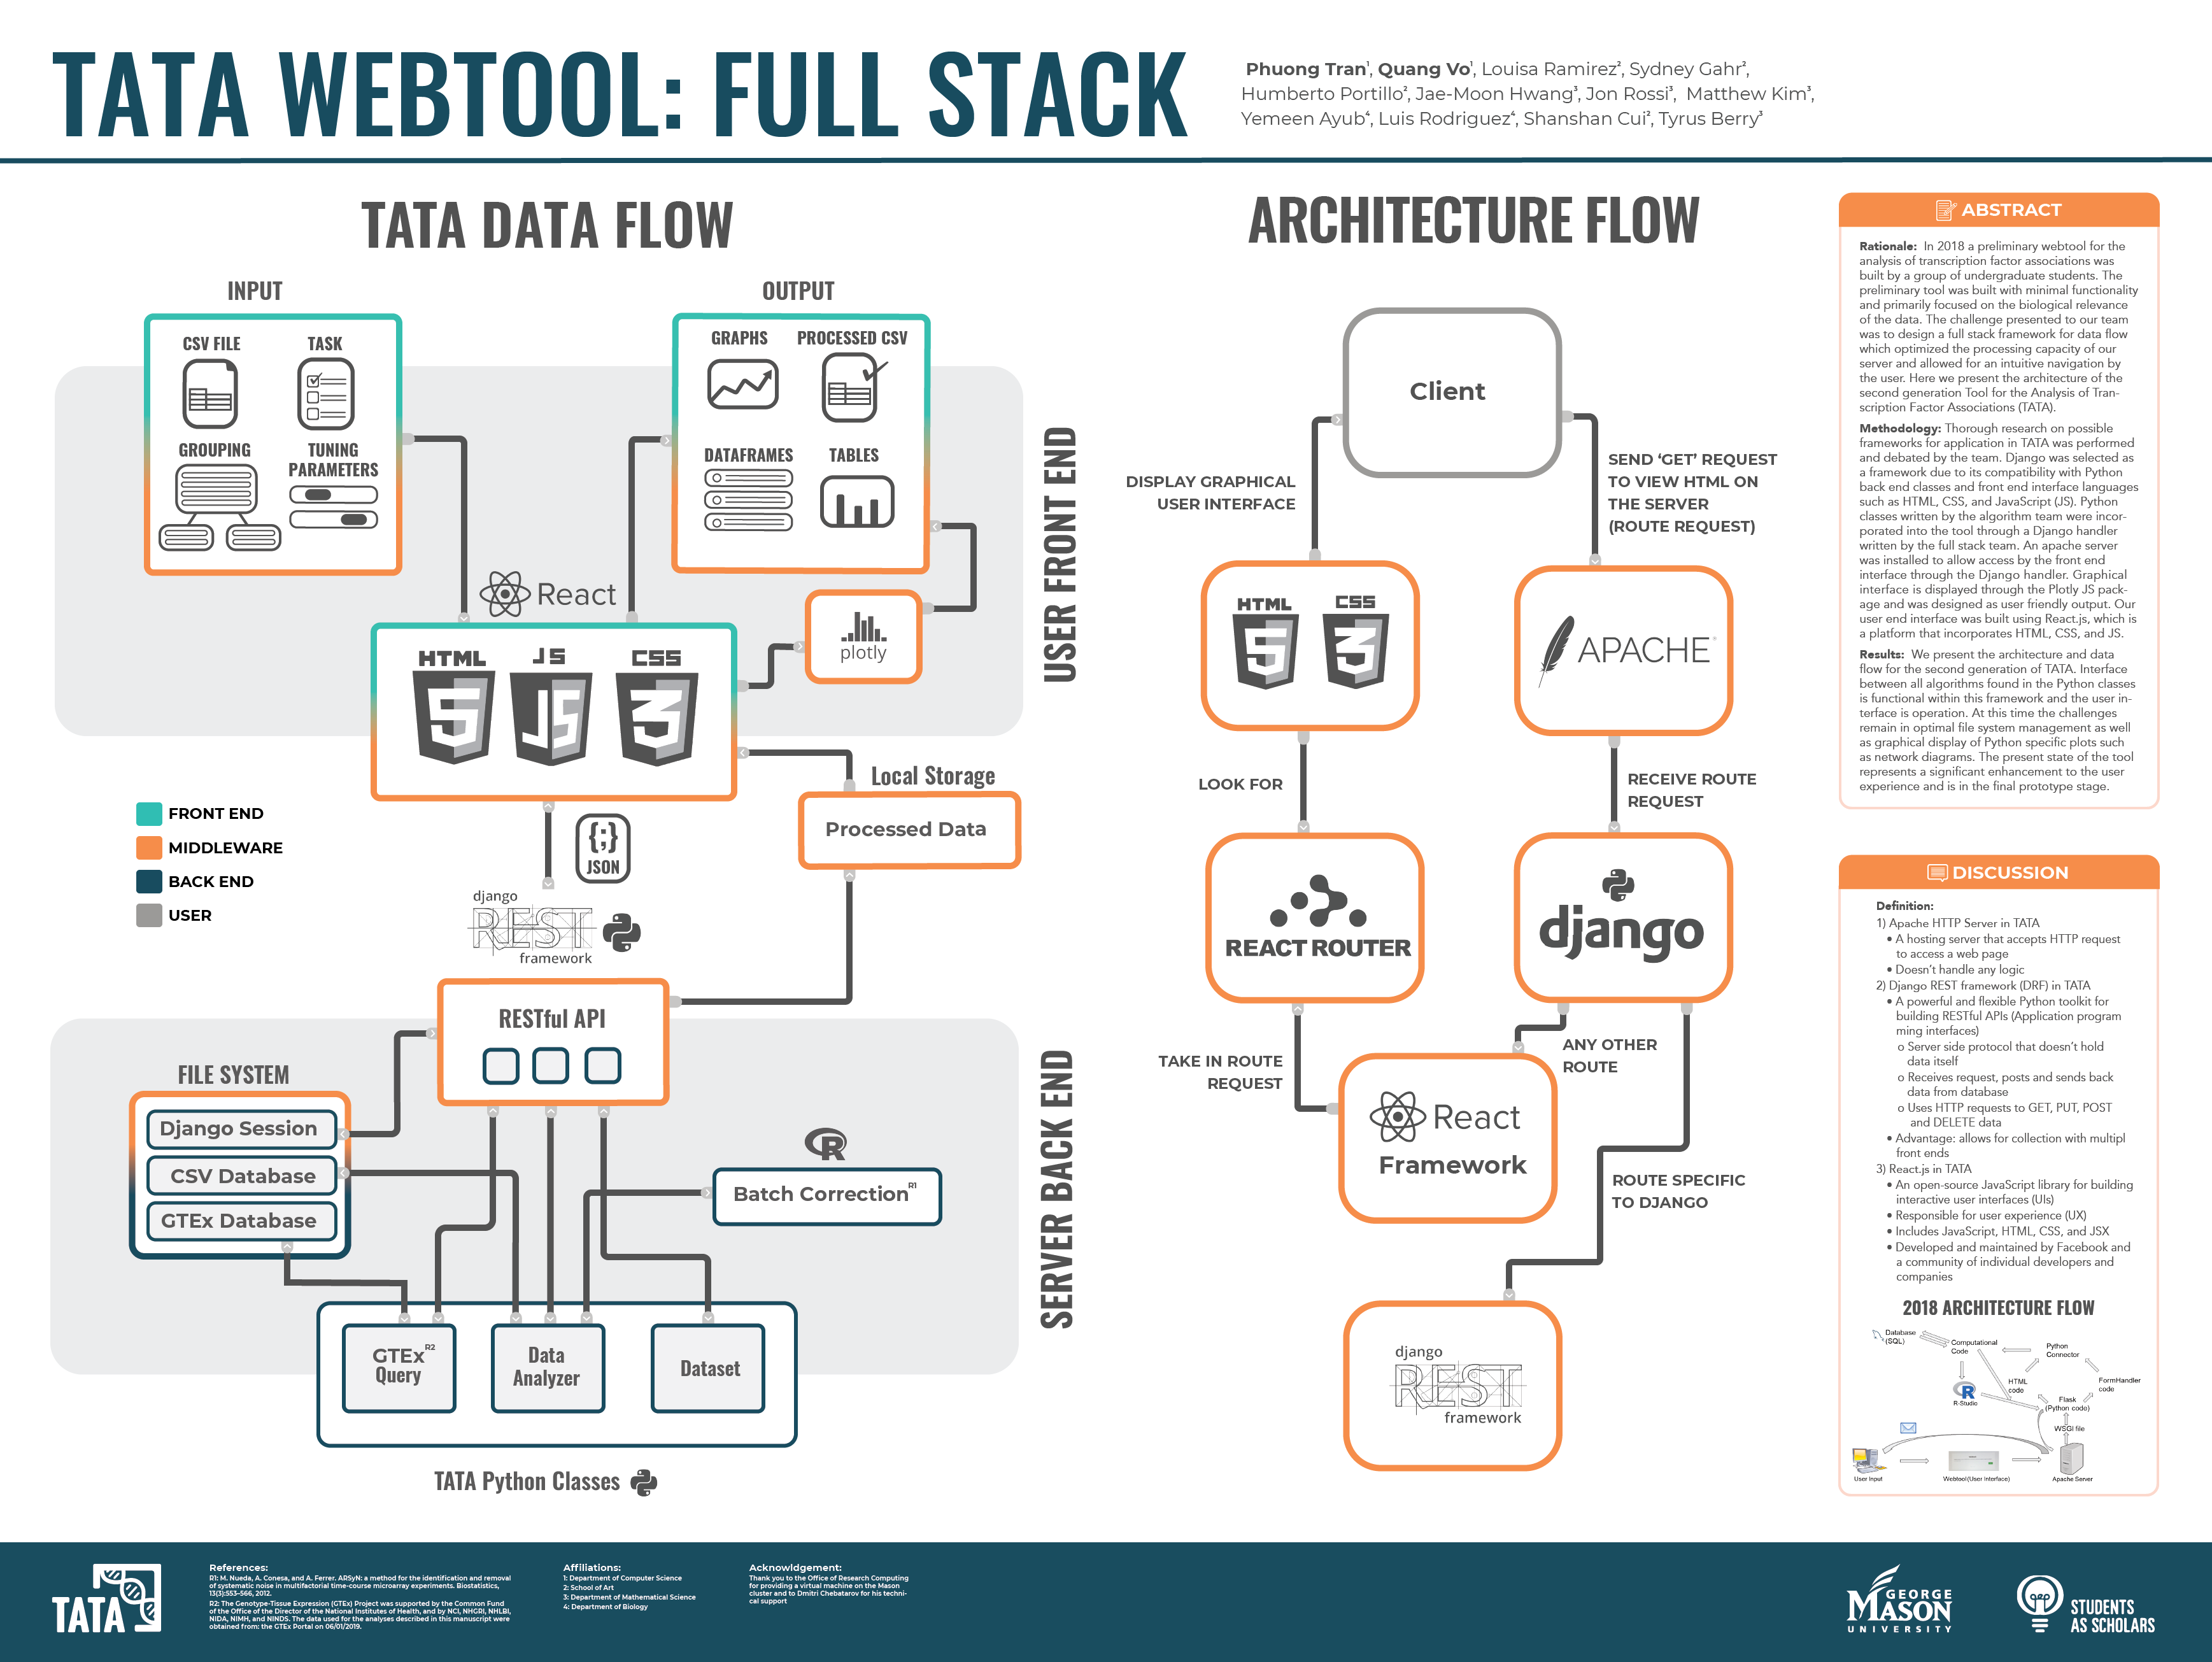 TATA WEBTOOL: FULL STACK
Phuong Tran¹, Quang Vo¹, Louisa Ramirez², Sydney Gahr²,
Humberto Portillo², Jae-Moon Hwang³, Jon Rossi³, Matthew Kim³,
Yemeen Ayub⁴, Luis Rodriguez⁴, Shanshan Cui², Tyrus Berry³
TATA DATA FLOW
INPUT
CSV FILE
TASK
GROUPING
TUNING
PARAMETERS
OUTPUT
GRAPHS
PROCESSED CSV
DATAFRAMES
TABLES
React
plotly
HTML
5
JS
JS
CSS
3
USER FRONT END
Local Storage
Processed Data
FRONT END
MIDDLEWARE
BACK END
USER
{;}
JSON
django
REST
framework
RESTful API
FILE SYSTEM
Django Session
CSV Database
GTEx Database
R
Batch Correction R1
SERVER BACK END
GTEx R2
Query
Data
Analyzer
Dataset
TATA Python Classes
ARCHITECTURE FLOW
Client
DISPLAY GRAPHICAL
USER INTERFACE
SEND ‘GET’ REQUEST
TO VIEW HTML ON
THE SERVER
(ROUTE REQUEST)
HTML
5
CSS
3
APACHE
LOOK FOR
RECEIVE ROUTE
REQUEST
REACT ROUTER
django
TAKE IN ROUTE
REQUEST
ANY OTHER
ROUTE
React
Framework
ROUTE SPECIFIC
TO DJANGO
django
REST
framework
ABSTRACT
Rationale: In 2018 a preliminary webtool for the
analysis of transcription factor associations was
built by a group of undergraduate students. The
preliminary tool was built with minimal functionality
and primarily focused on the biological relevance
of the data. The challenge presented to our team
was to design a full stack framework for data flow
which optimized the processing capacity of our
server and allowed for an intuitive navigation by
the user. Here we present the architecture of the
second generation Tool for the Analysis of Tran-
scription Factor Associations (TATA).
Methodology: Thorough research on possible
frameworks for application in TATA was performed
and debated by the team. Django was selected as
a framework due to its compatibility with Python
back end classes and front end interface languages
such as HTML, CSS, and JavaScript (JS). Python
classes written by the algorithm team were incor-
porated into the tool through a Django handler
written by the full stack team. An apache server
was installed to allow access by the front end
interface through the Django handler. Graphical
interface is displayed through the Plotly JS pack-
age and was designed as user friendly output. Our
user end interface was built using React.js, which is
a platform that incorporates HTML, CSS, and JS.
Results: We present the architecture and data
flow for the second generation of TATA. Interface
between all algorithms found in the Python classes
is functional within this framework and the user in-
terface is operation. At this time the challenges
remain in optimal file system management as well
as graphical display of Python specific plots such
as network diagrams. The present state of the tool
represents a significant enhancement to the user
experience and is in the final prototype stage.
DISCUSSION
Definition:
1) Apache HTTP Server in TATA
• A hosting server that accepts HTTP request
to access a web page
• Doesn’t handle any logic
2) Django REST framework (DRF) in TATA
• A powerful and flexible Python toolkit for
building RESTful APIs (Application program
ming interfaces)
o Server side protocol that doesn’t hold
data itself
o Receives request, posts and sends back
data from database
o Uses HTTP requests to GET, PUT, POST
and DELETE data
• Advantage: allows for collection with multipl
front ends
3) React.js in TATA
• An open-source JavaScript library for building
interactive user interfaces (UIs)
• Responsible for user experience (UX)
• Includes JavaScript, HTML, CSS, and JSX
• Developed and maintained by Facebook and
a community of individual developers and
companies
2018 ARCHITECTURE FLOW
Database
(SQL)
Computational
Code
Python
Connector
HTML
code
FormHandler
code
R
R-Studio
Flask
(Python code)
WSGI file
User Input
Webtool(User Interface)
Apache Server
TATA
References:
R1: M. Nueda, A. Conesa, and A. Ferrer. ARSyN: a method for the identification and removal
of systematic noise in multifactorial time-course microarray experiments. Biostatistics,
13(3):553–566, 2012.
R2: The Genotype-Tissue Expression (GTEx) Project was supported by the Common Fund
of the Office of the Director of the National Institutes of Health, and by NCI, NHGRI, NHLBI,
NIDA, NIMH, and NINDS. The data used for the analyses described in this manuscript were
obtained from: the GTEx Portal on 06/01/2019.
Affiliations:
1: Department of Computer Science
2: School of Art
3: Department of Mathematical Science
4: Department of Biology
Acknowldgement:
Thank you to the Office of Research Computing
for providing a virtual machine on the Mason
cluster and to Dmitri Chebatarov for his techni-
cal support
GEORGE
MASON
UNIVERSITY
QEP
STUDENTS
AS SCHOLARS